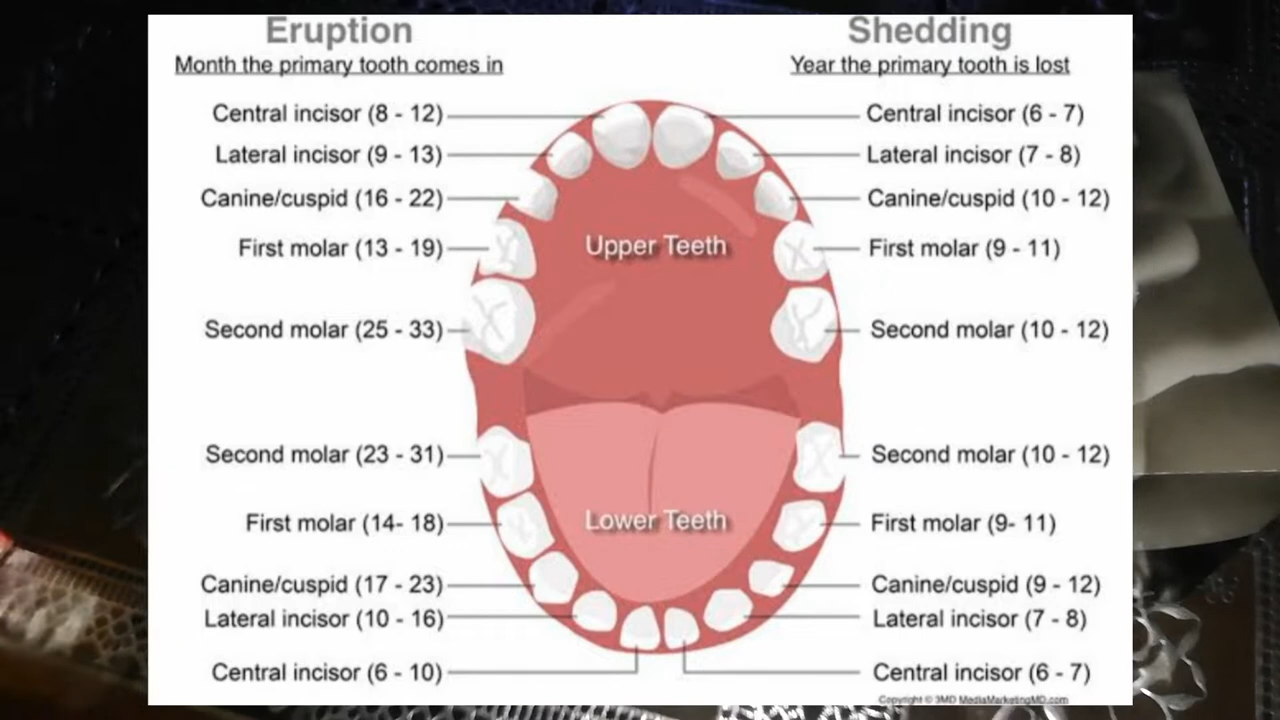 Eruption
Month the primary tooth comes in
Central incisor (8 - 12)
Lateral incisor (9 - 13)
Canine/cuspid (16 - 22)
First molar (13 - 19)
Second molar (25 - 33)
Second molar (23 - 31)
First molar (14- 18)
Canine/cuspid (17 - 23)
Lateral incisor (10 - 16)
Central incisor (6 - 10)
Upper Teeth
Lower Teeth
Shedding
Year the primary tooth is lost
Central incisor (6 - 7)
Lateral incisor (7 - 8)
Canine/cuspid (10 - 12)
First molar (9 - 11)
Second molar (10 - 12)
Second molar (10 - 12)
First molar (9- 11)
Canine/cuspid (9 - 12)
Lateral incisor (7 - 8)
Central incisor (6 - 7)
Copyright © 3MD MediaMarketingMD.com